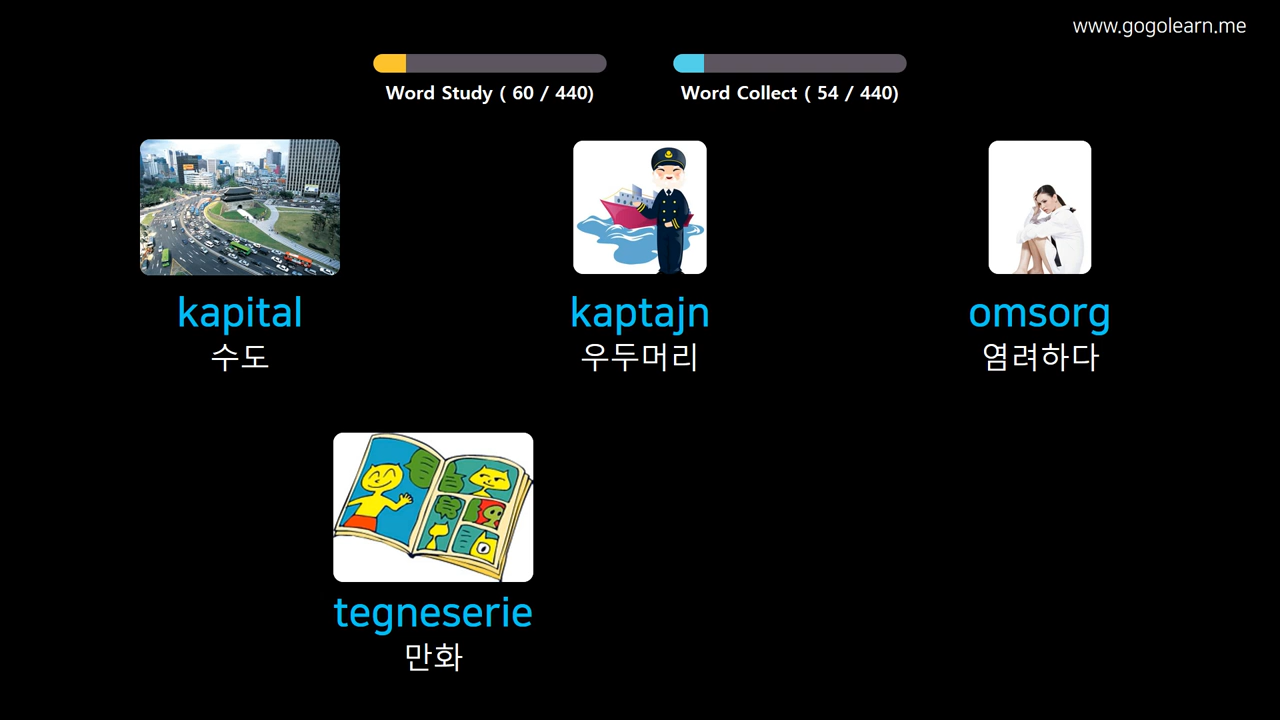 www.gogolearn.me
Word Study ( 60 / 440)
Word Collect ( 54 / 440)
kapital
수도
kaptajn
우두머리
omsorg
염려하다
tegneserie
만화